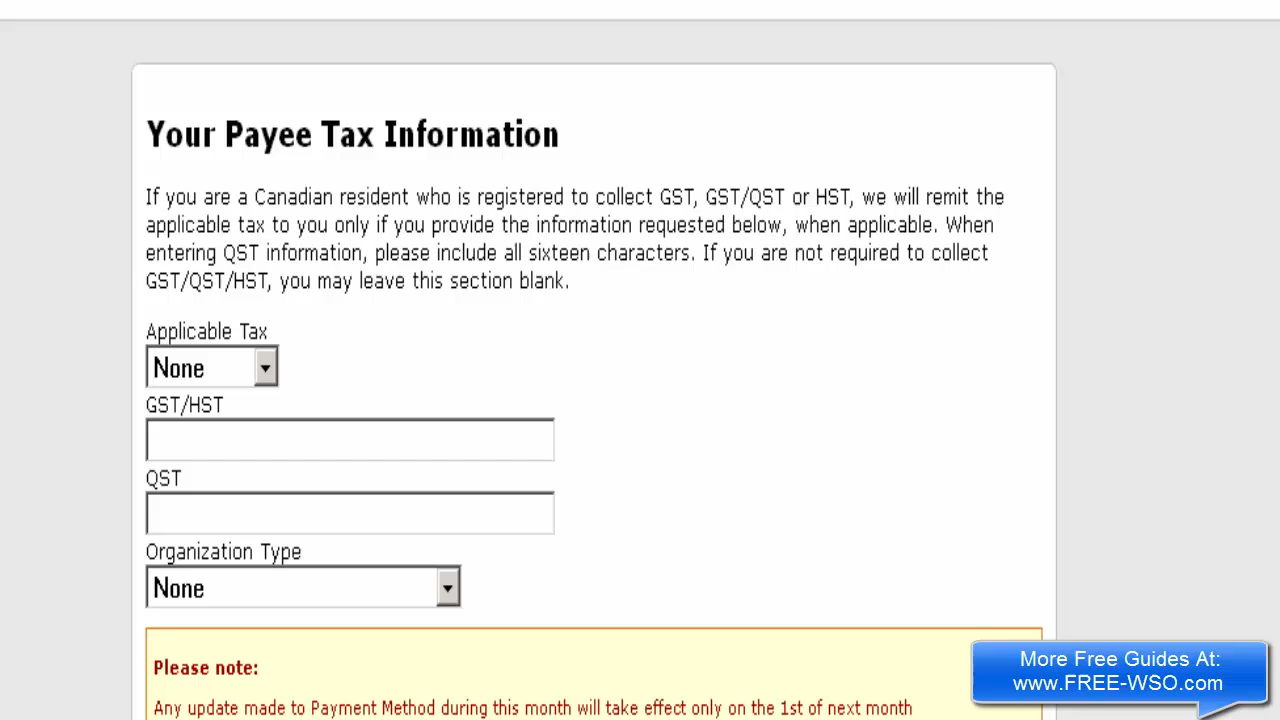 Your Payee Tax Information
If you are a Canadian resident who is registered to collect GST, GST/QST or HST, we will remit the
applicable tax to you only if you provide the information requested below, when applicable. When
entering QST information, please include all sixteen characters. If you are not required to collect
GST/QST/HST, you may leave this section blank.
Applicable Tax
None
GST/HST
QST
Organization Type
None
Please note:
Any update made to Payment Method during this month will take effect only on the 1st of next month
More Free Guides At:
www.FREE-WSO.com